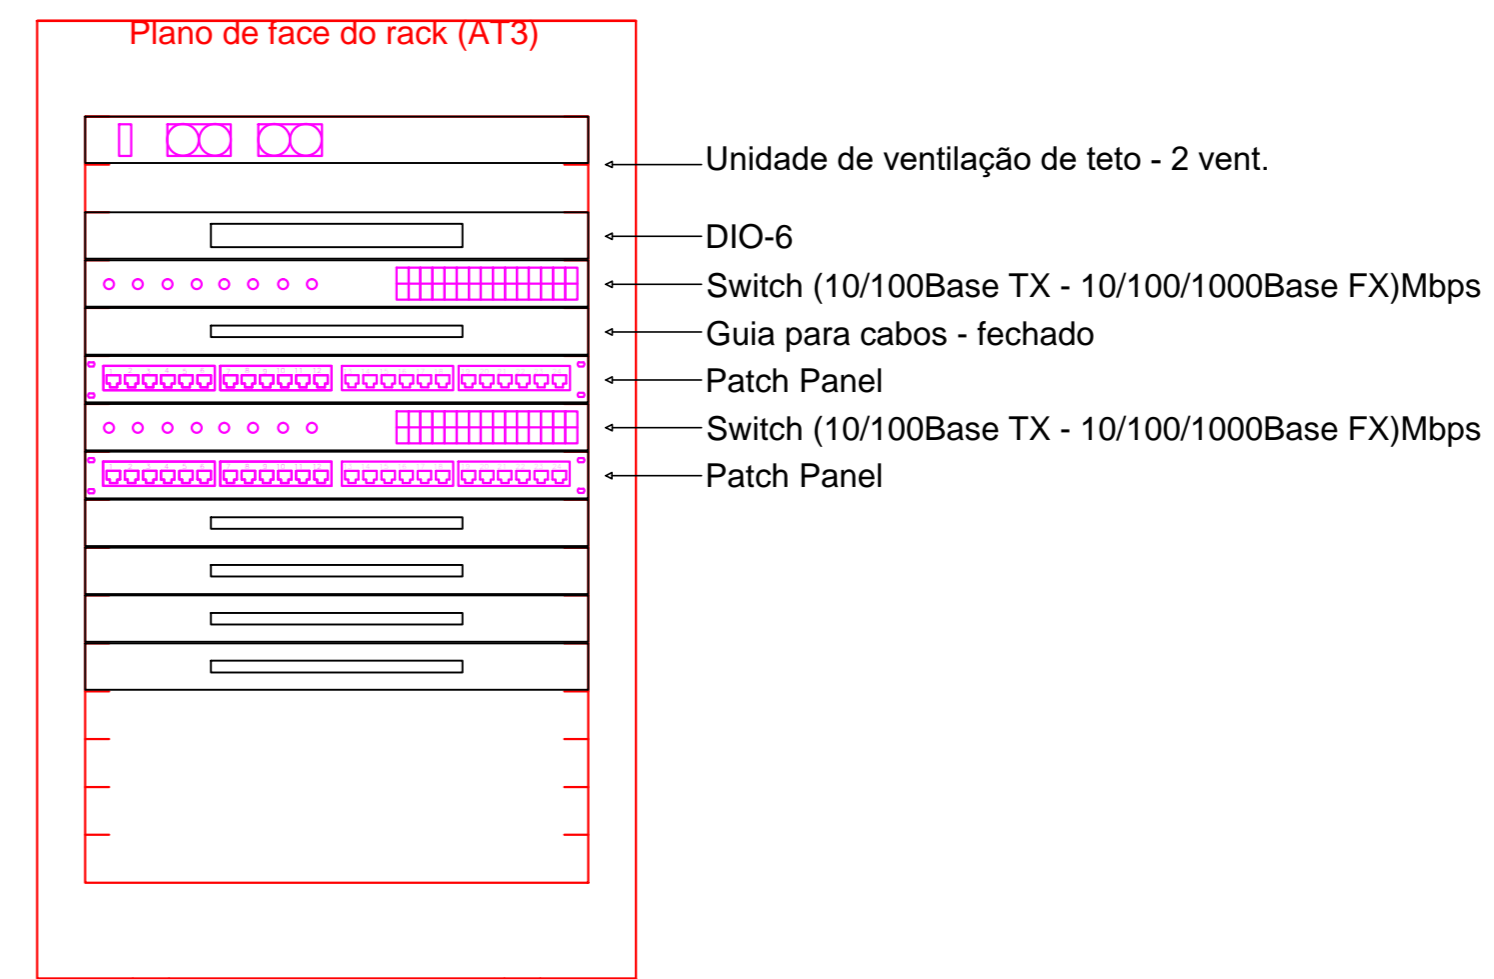 Plano de face do rack (AT3)
Unidade de ventilação de teto - 2 vent.
DIO-6
Switch (10/100Base TX - 10/100/1000Base FX)Mbps
Guia para cabos - fechado
Patch Panel
Switch (10/100Base TX - 10/100/1000Base FX)Mbps
Patch Panel